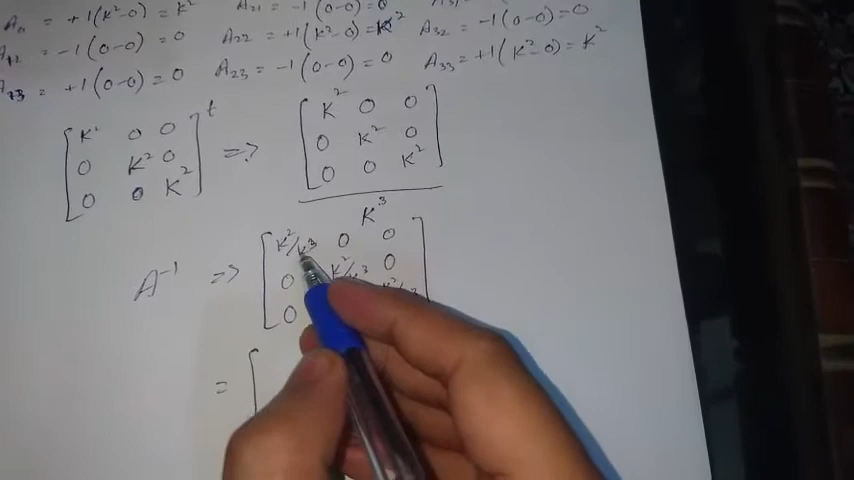 A₁₁ = +1(K²-0) = K² A₂₁ = -1(0-0) = 0
A₁₂ = -1(0-0) = 0 A₂₂ = +1(K²-0) = K² A₃₂ = -1(0-0) = 0
= +1(0-0) = 0 A₂₃ = -1(0-0) = 0 A₃₃ = +1(K²-0) = K²
[K² 0 0]ᵗ [K² 0 0]
[0 K² 0] => [0 K² 0]
[0 0 K²] [0 0 K²]
K³
[K²/K³ 0 0]
A⁻¹ => [0 K²/K³ 0]
[0
= [